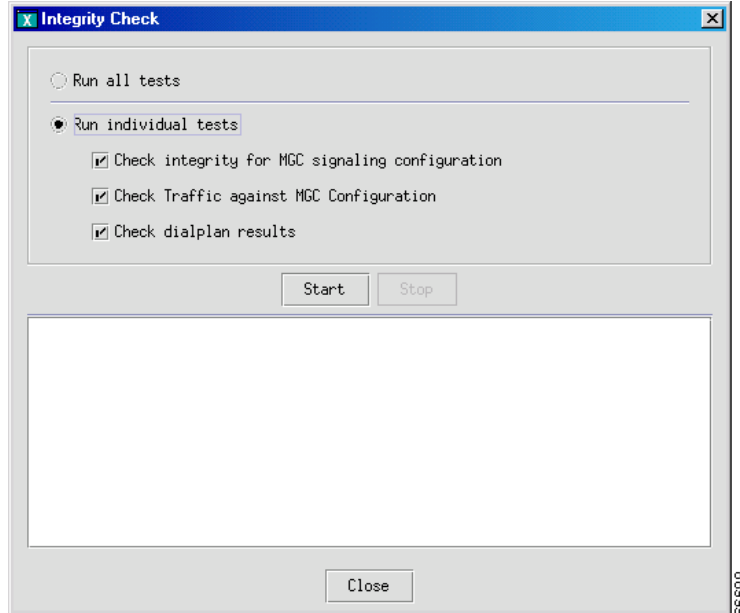 Integrity Check
Run all tests
Run individual tests
Check integrity for MGC signaling configuration
Check Traffic against MGC Configuration
Check dialplan results
Start Stop
Close